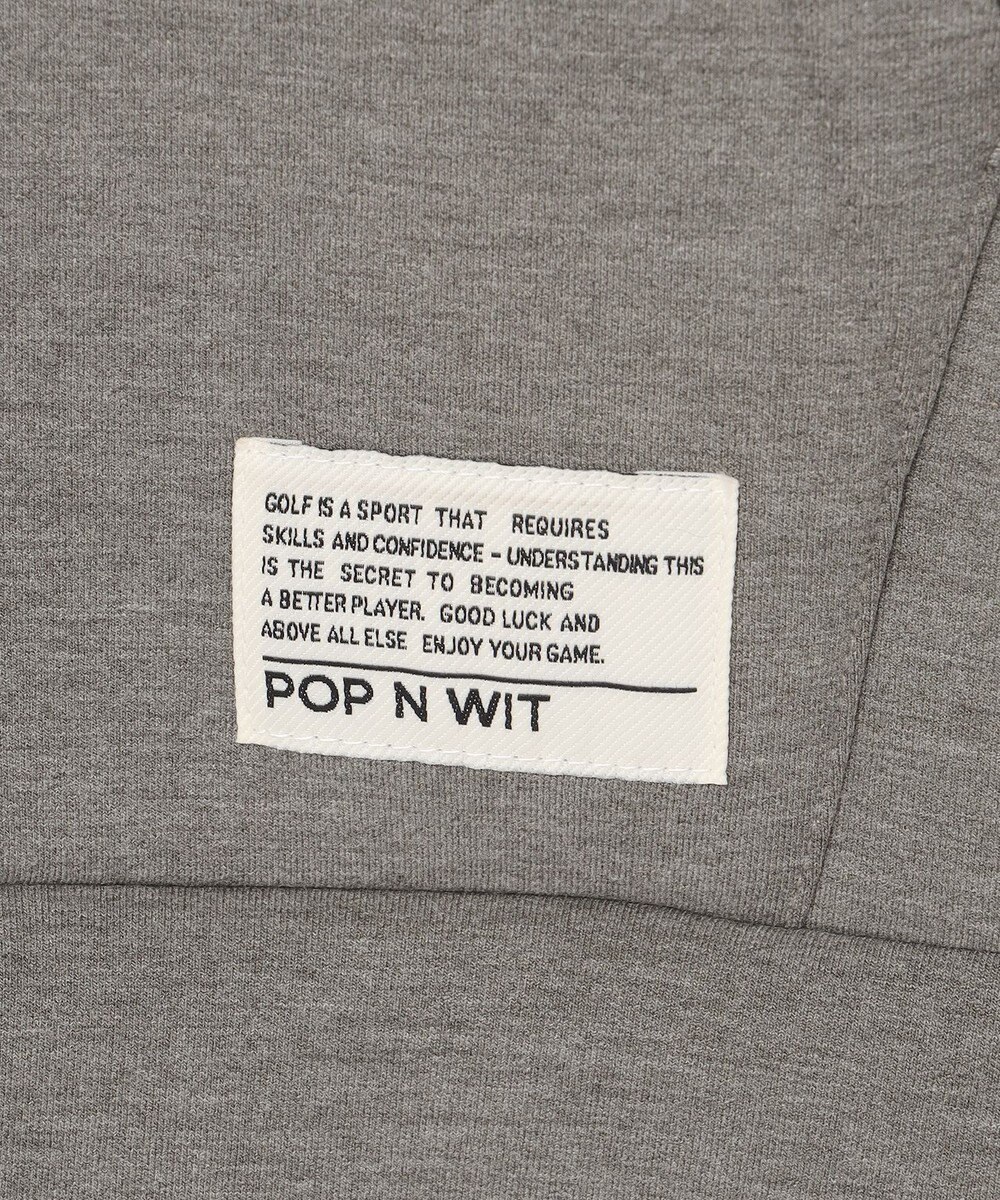 GOLF IS A SPORT THAT REQUIRES
SKILLS AND CONFIDENCE - UNDERSTANDING THIS
IS THE SECRET TO BECOMING
A BETTER PLAYER. GOOD LUCK AND
ABOVE ALL ELSE ENJOY YOUR GAME.
POP N WIT